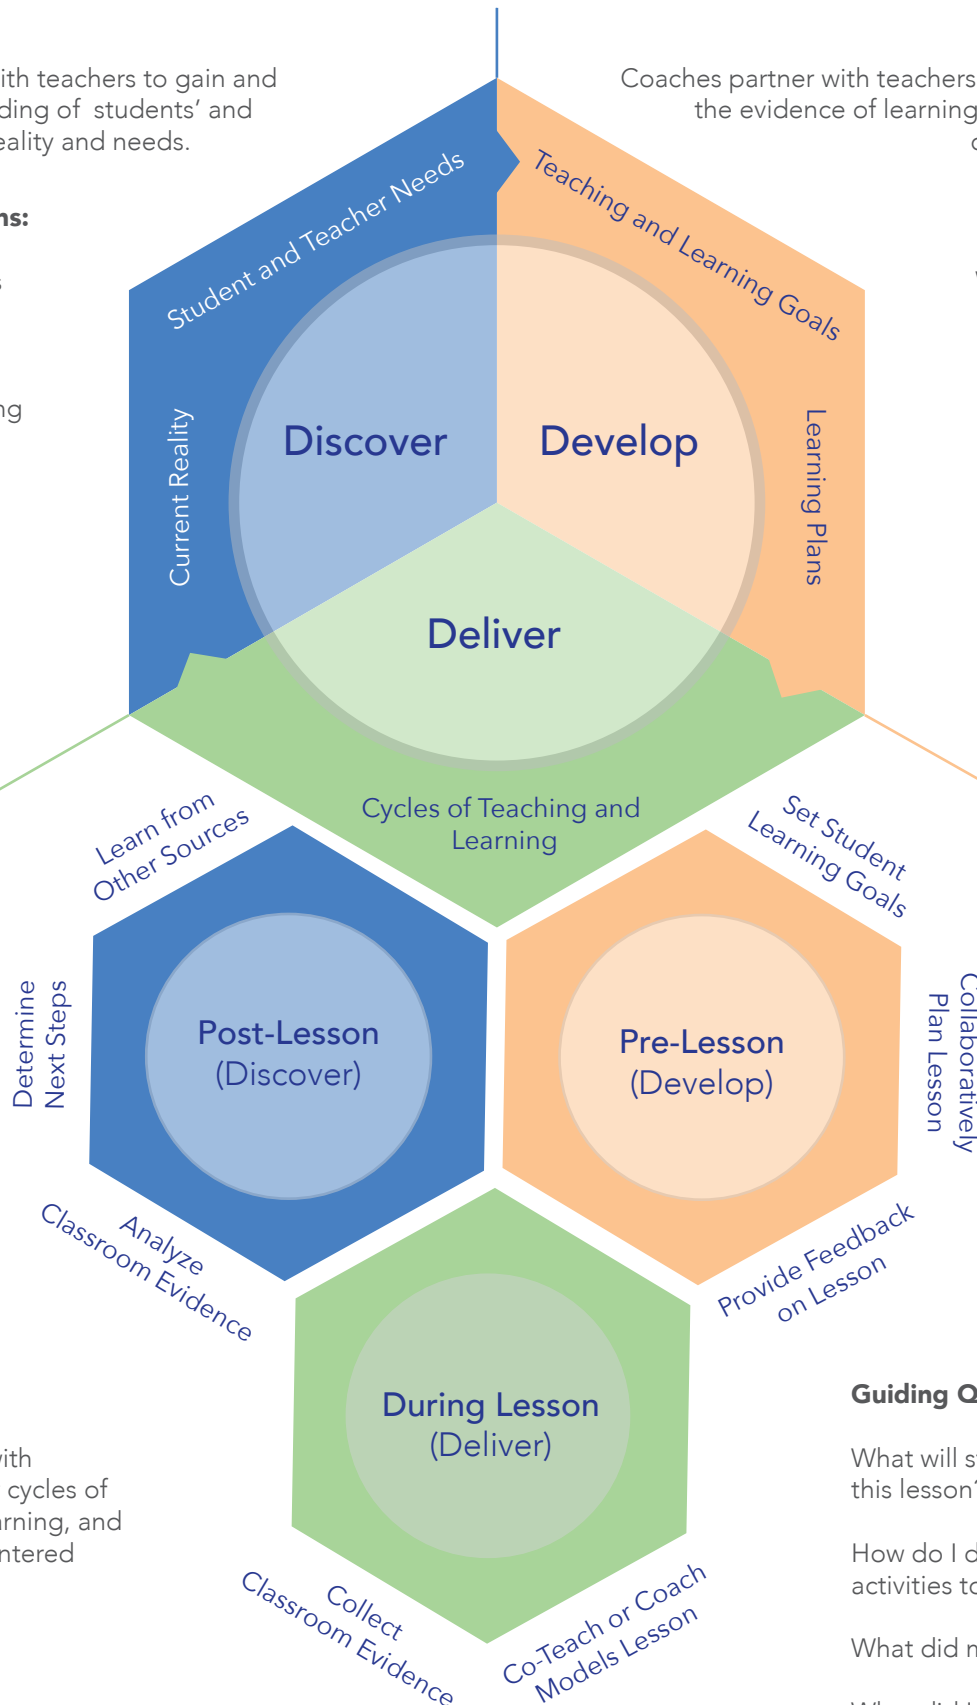 ith teachers to gain and
ding of students' and
eality and needs.
ns:
s
ng
Coaches partner with teachers
the evidence of learning
Student and Teacher Needs
Teaching and Learning Goals
Current Reality
Learning Plans
Discover
Develop
Deliver
Cycles of Teaching and
Learning
Learn from
Other Sources
Set Student
Learning Goals
Determine
Next Steps
Post-Lesson
(Discover)
Pre-Lesson
(Develop)
Collaboratively
Plan Lesson
Analyze
Classroom Evidence
Provide Feedback
on Lesson
During Lesson
(Deliver)
Collect
Classroom Evidence
Co-Teach or Coach
Models Lesson
with
cycles of
arning, and
ntered
Guiding Q
What will s
this lesson?
How do I d
activities to
What did m